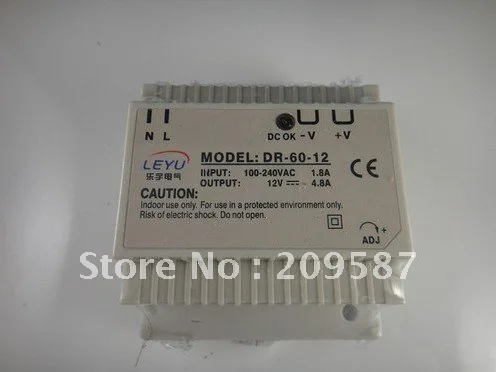 N L DC OK -V +V
LEYU
乐孚电气
MODEL: DR-60-12
INPUT: 100-240VAC 1.8A
OUTPUT: 12V 4.8A
CE
CAUTION:
Indoor use only. For use in a protected environment only.
Risk of electric shock. Do not open.
+
ADJ
Store No : 209587